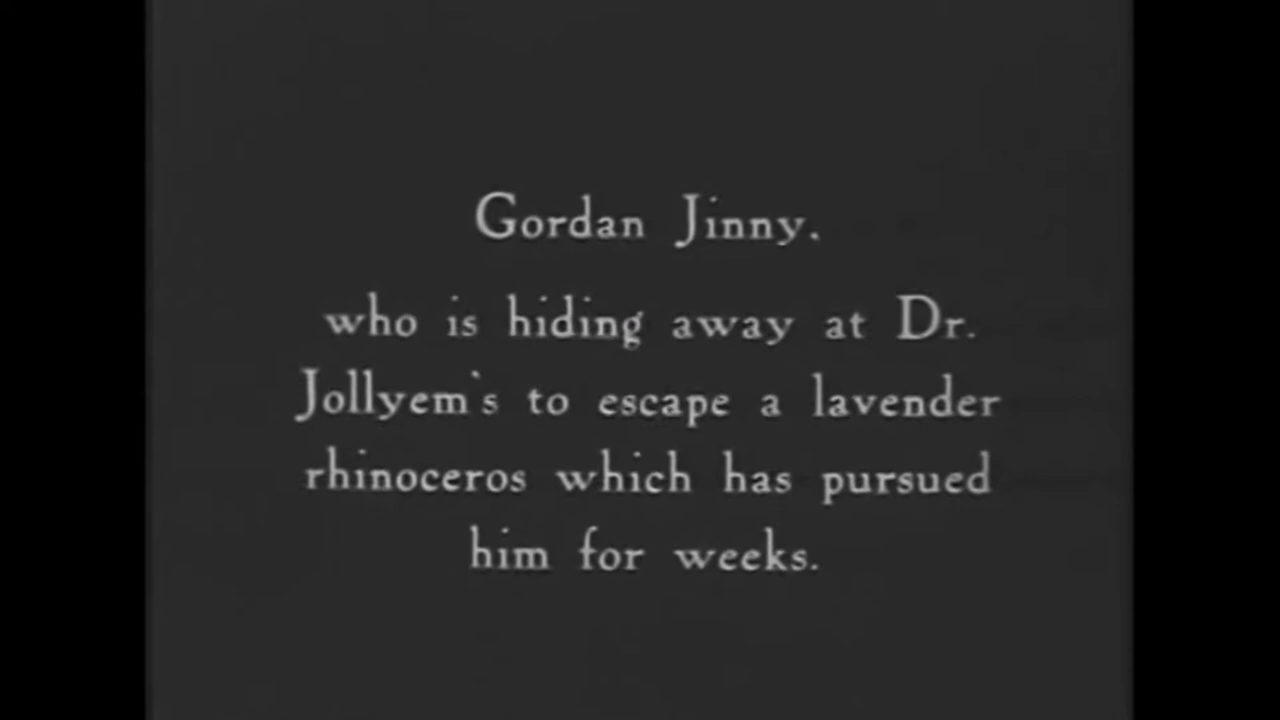 Gordan Jinny.
who is hiding away at Dr.
Jollyem's to escape a lavender
rhinoceros which has pursued
him for weeks.